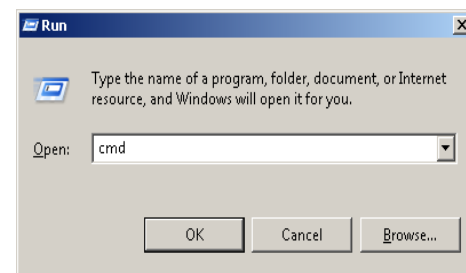 Run
Type the name of a program, folder, document, or Internet
resource, and Windows will open it for you.
Open: cmd
OK Cancel Browse...